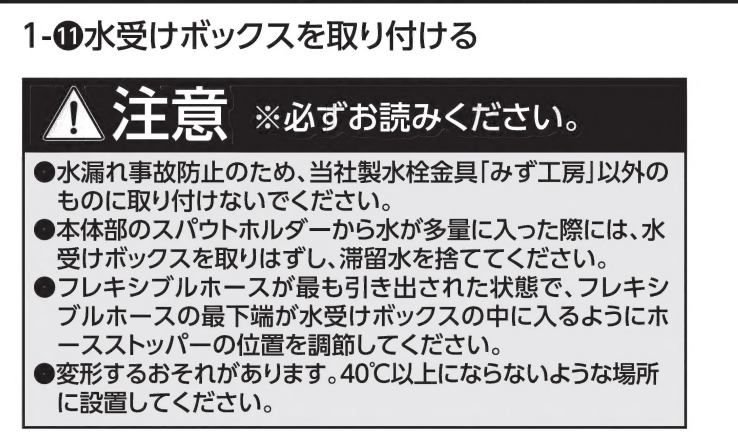 1-⓫水受けボックスを取り付ける
注意 ※必ずお読みください。
●水漏れ事故防止のため、当社製水栓金具「みず工房」以外の
ものに取り付けないでください。
●本体部のスパウトホルダーから水が多量に入った際には、水
受けボックスを取りはずし、滞留水を捨ててください。
●フレキシブルホースが最も引き出された状態で、フレキシ
ブルホースの最下端が水受けボックスの中に入るようにホ
ースストッパーの位置を調節してください。
●変形するおそれがあります。40℃以上にならないような場所
に設置してください。